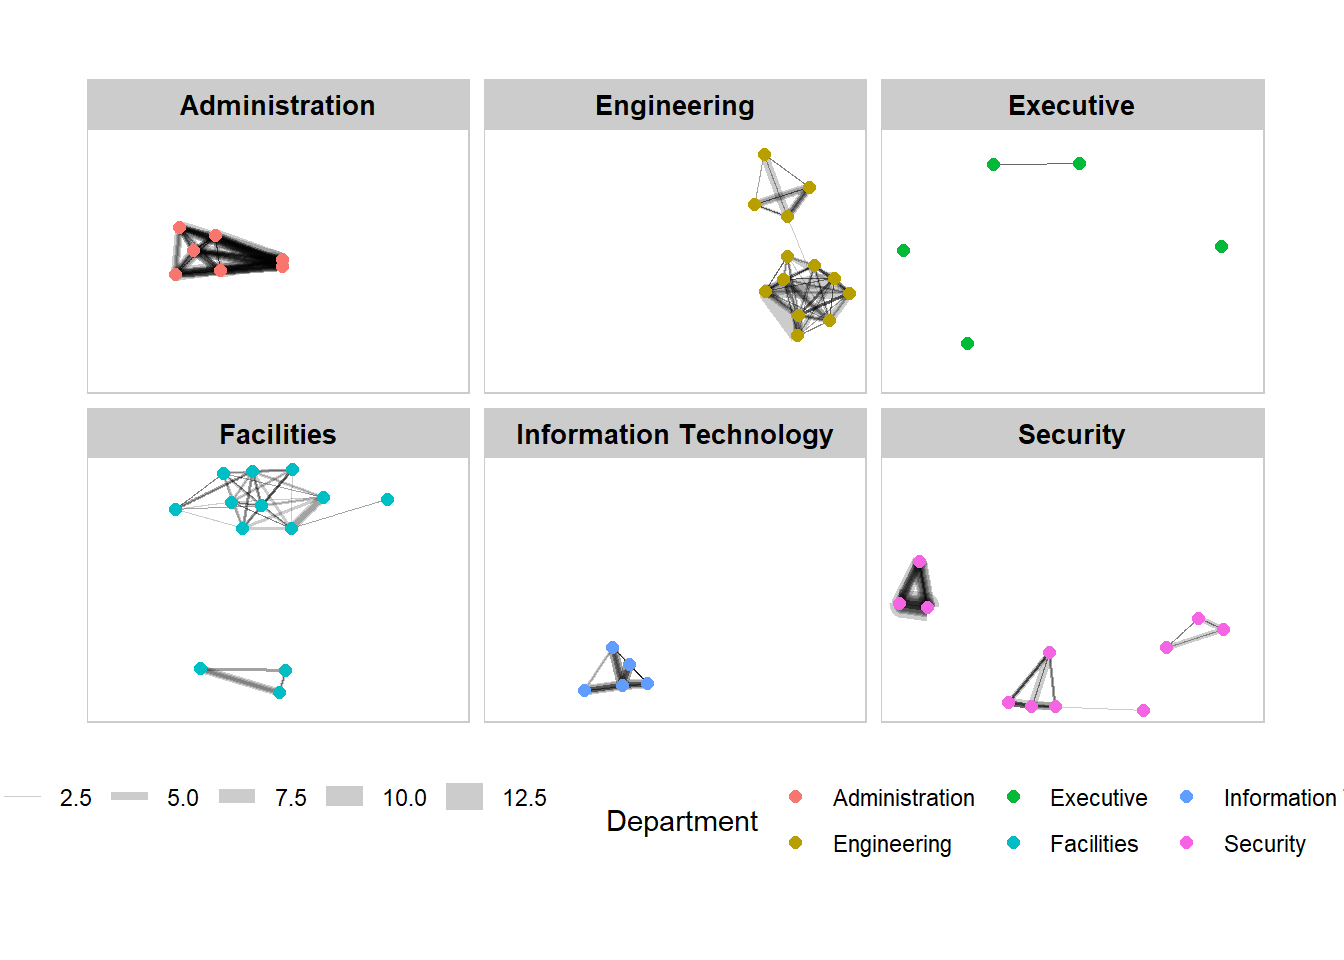 Administration
Engineering
Executive
Facilities
Information Technology
Security
2.5
5.0
7.5
10.0
12.5
Department
Administration
Executive
Information
Engineering
Facilities
Security